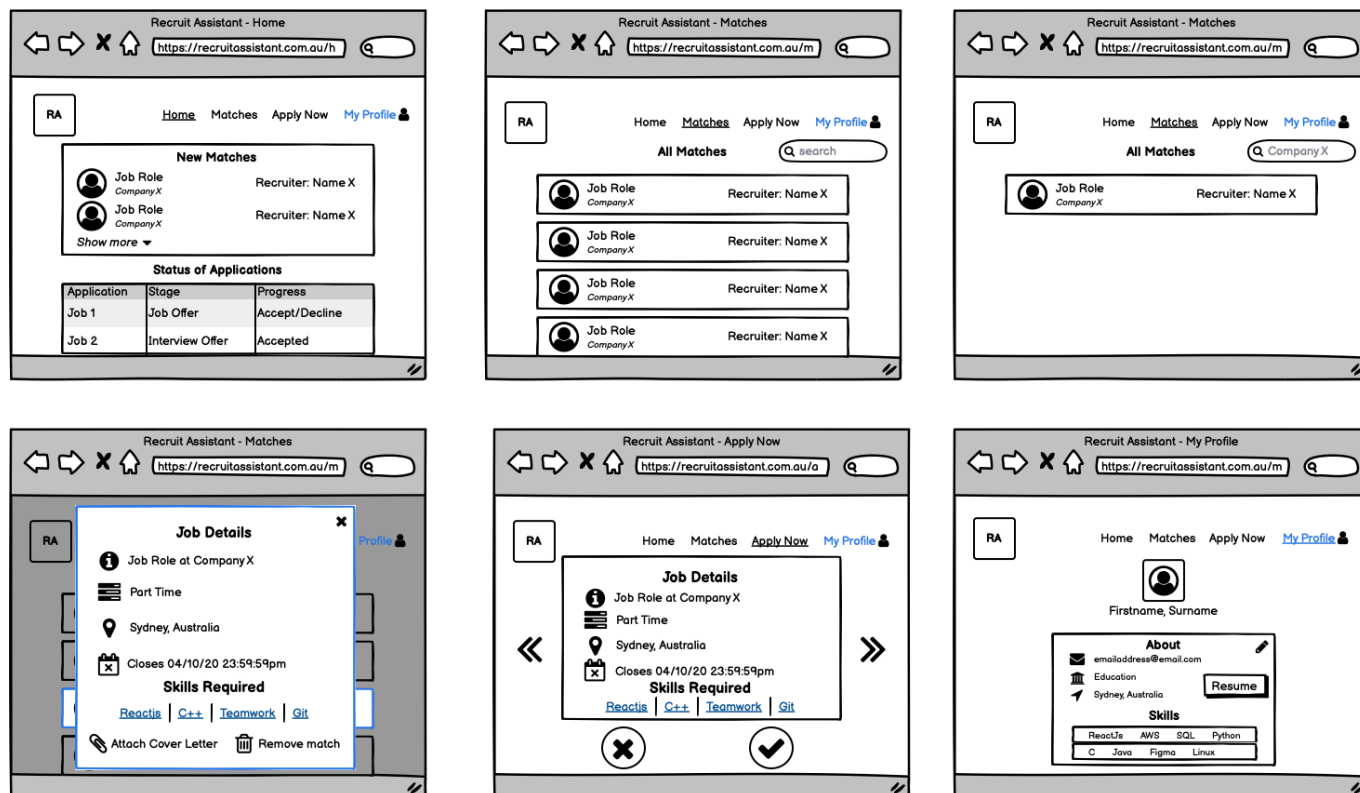 Recruit Assistant - Home
https://recruitassistant.com.au/h
RA
Home Matches Apply Now My Profile
New Matches
Job Role
Company X
Recruiter: Name X
Job Role
Company X
Recruiter: Name X
Show more
Status of Applications
Application Stage Progress
Job 1 Job Offer Accept/Decline
Job 2 Interview Offer Accepted
Recruit Assistant - Matches
https://recruitassistant.com.au/m
RA
Home Matches Apply Now My Profile
All Matches
search
Job Role
Company X
Recruiter: Name X
Job Role
Company X
Recruiter: Name X
Job Role
Company X
Recruiter: Name X
Job Role
Company X
Recruiter: Name X
Recruit Assistant - Matches
https://recruitassistant.com.au/m
RA
Home Matches Apply Now My Profile
All Matches
Company X
Job Role
Company X
Recruiter: Name X
Recruit Assistant - Matches
https://recruitassistant.com.au/m
RA
Profile
Job Details
Job Role at Company X
Part Time
Sydney, Australia
Closes 04/10/20 23:59:59pm
Skills Required
Reactjs | C++ | Teamwork | Git
Attach Cover Letter Remove match
Recruit Assistant - Apply Now
https://recruitassistant.com.au/a
RA
Home Matches Apply Now My Profile
Job Details
Job Role at Company X
Part Time
Sydney, Australia
Closes 04/10/20 23:59:59pm
Skills Required
Reactjs | C++ | Teamwork | Git
Recruit Assistant - My Profile
https://recruitassistant.com.au/m
RA
Home Matches Apply Now My Profile
Firstname, Surname
About
emailaddress@email.com
Education
Sydney, Australia
Resume
Skills
ReactJs AWS SQL Python
C Java Figma Linux